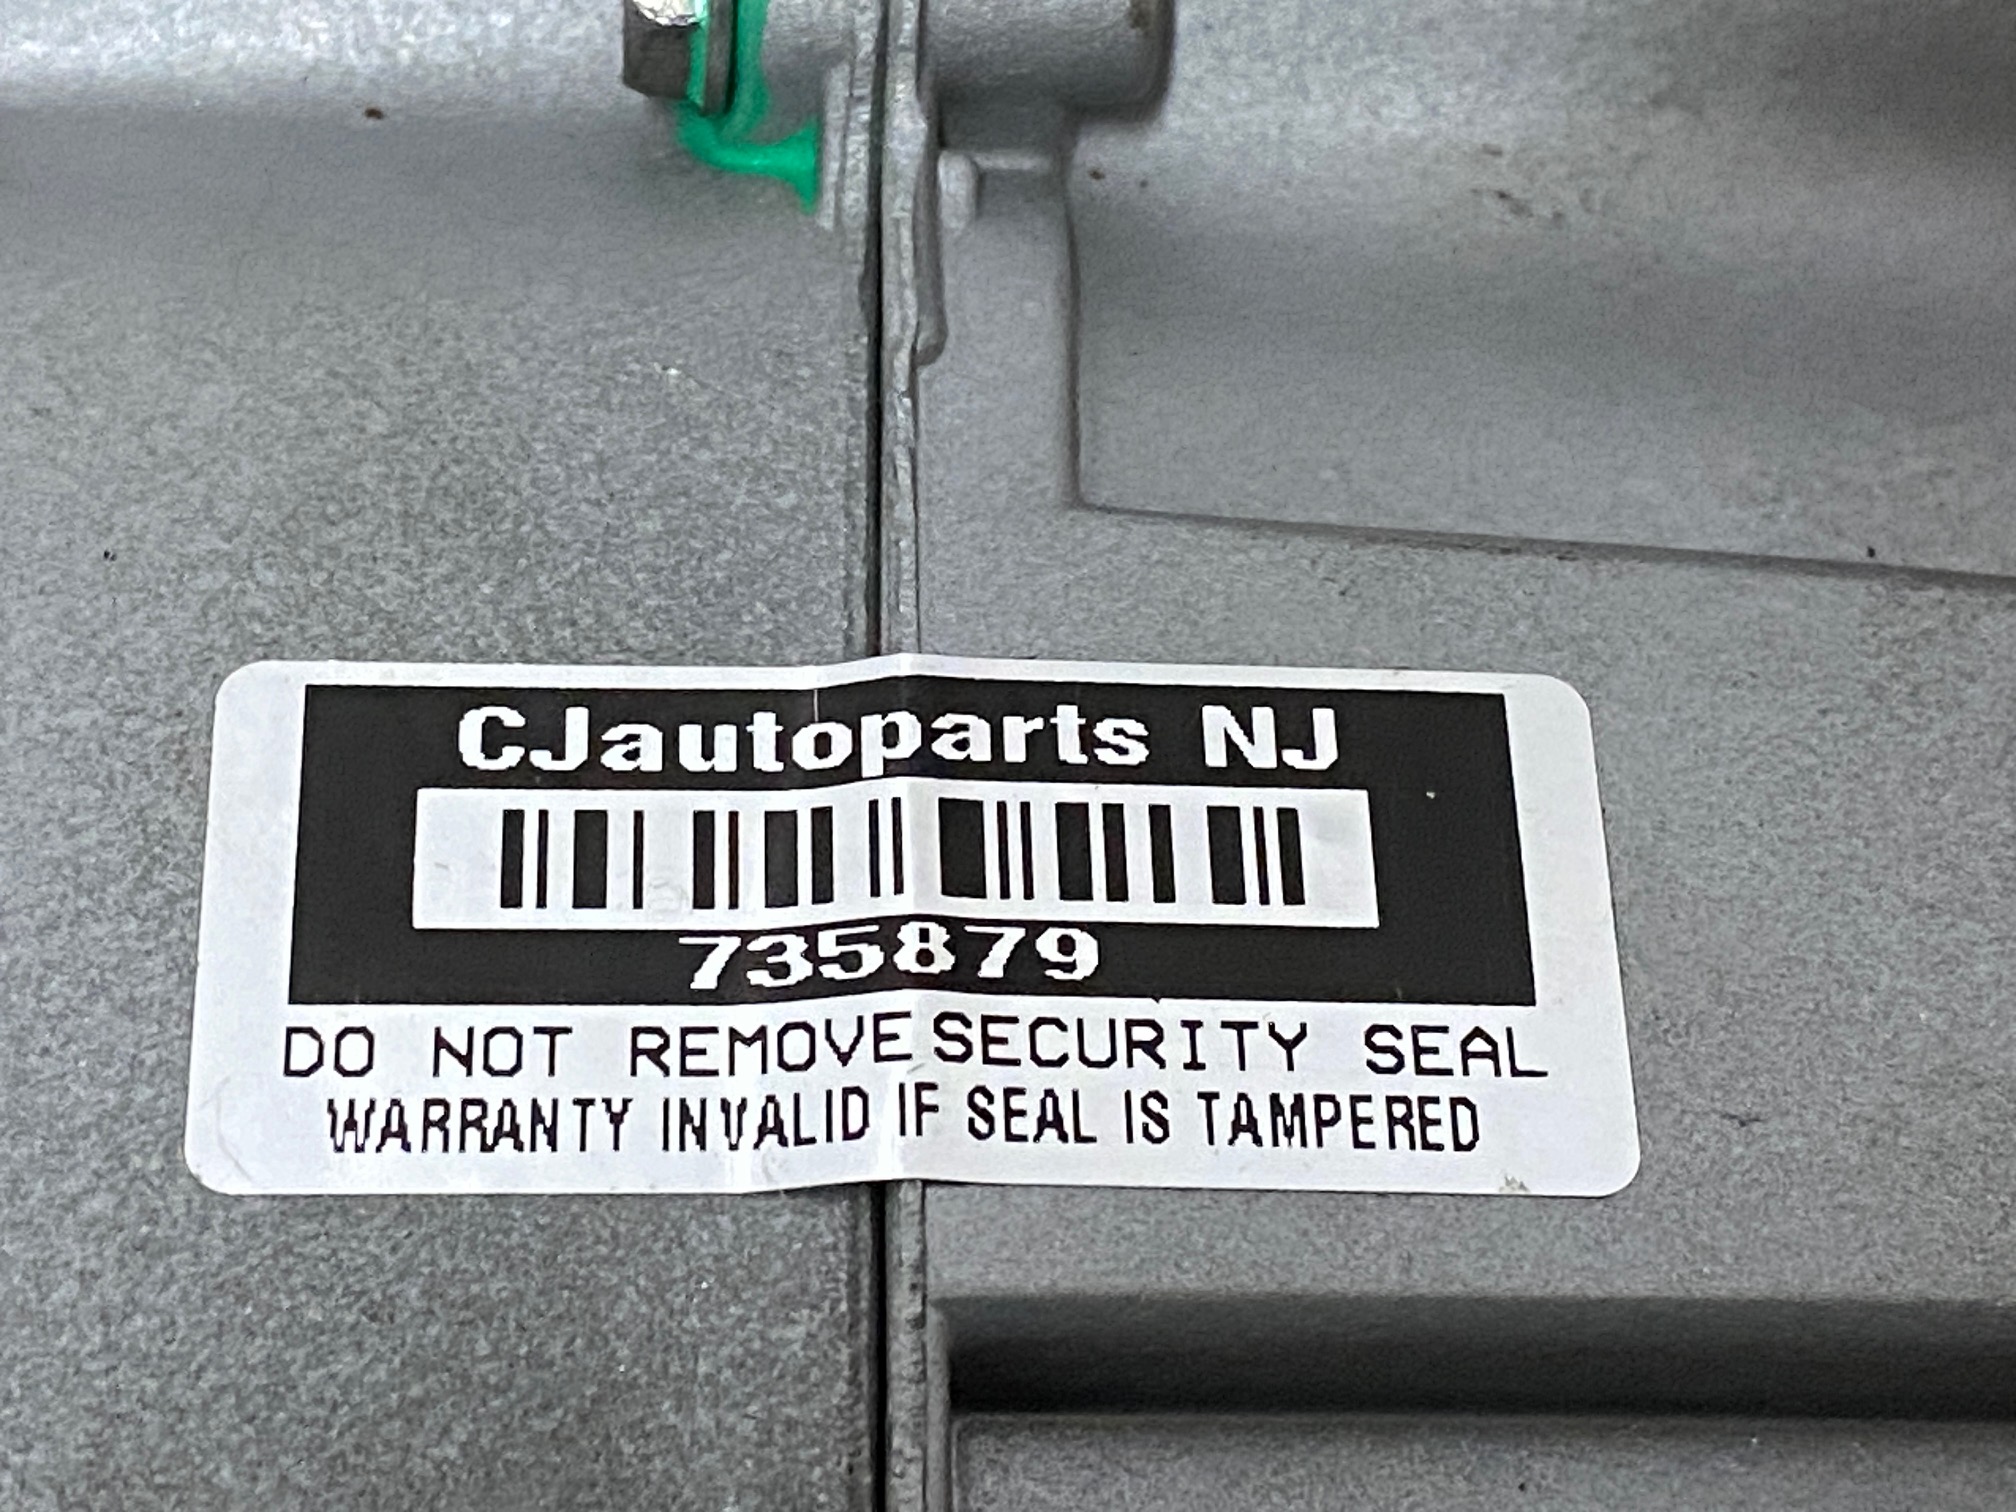 CJautoparts NJ
735879
DO NOT REMOVE SECURITY SEAL
WARRANTY INVALID IF SEAL IS TAMPERED